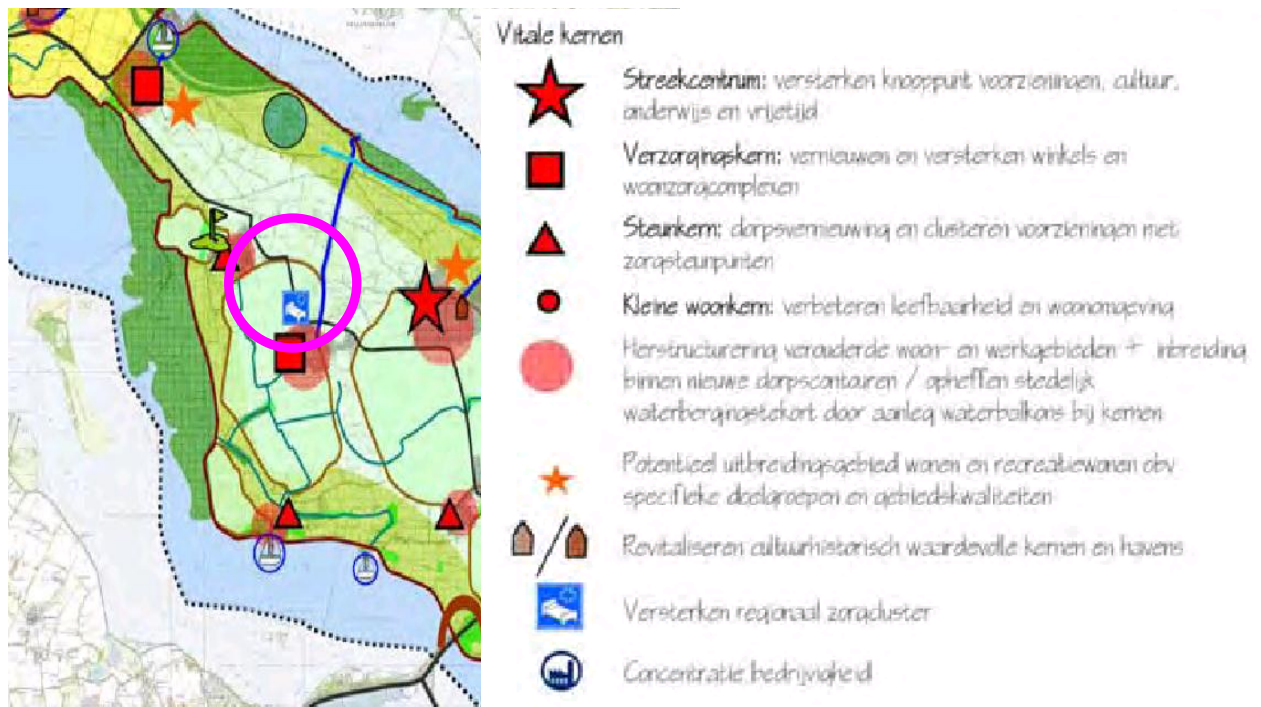 Vitale kernen
Streekcentrum: versterken knooppunt voorzieningen, cultuur,
onderwijs en vrijetijd
Verzorgingskern: vernieuwen en versterken winkels en
woonzorgcomplexen
Steunkern: dorpsvernieuwing en clusteren voorzieningen met
zorgsteunpunten
Kleine woonkern: verbeteren leefbaarheid en woonomgeving
Herstructurering verouderde woon- en werkgebieden + inbreiding
binnen nieuwe dorpscontouren / opheffen stedelijk
waterbergingstekort door aanleg waterbalkons bij kernen
Potentieel uitbreidingsgebied wonen en recreatiewonen obv
specifieke doelgroepen en gebiedskwaliteiten
Revitaliseren cultuurhistorisch waardevolle kernen en havens
Versterken regionaal zorgcluster
Concentratie bedrijvigheid